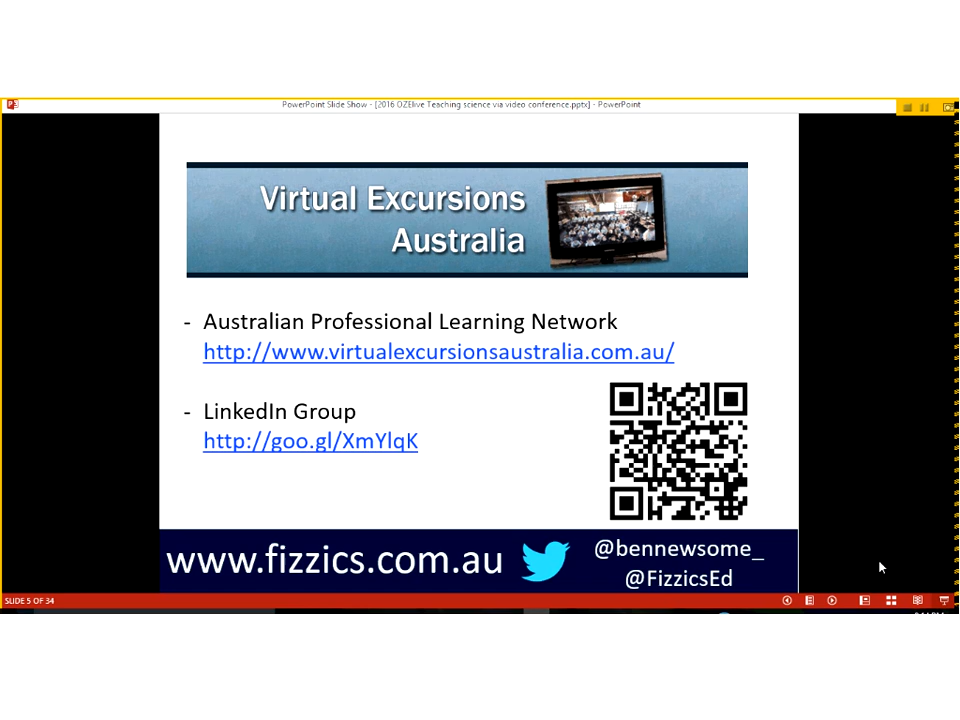 PowerPoint Slide Show - [2016 OZElive Teaching science via video conference.pptx] - PowerPoint
Virtual Excursions
Australia
- Australian Professional Learning Network
http://www.virtualexcursionsaustralia.com.au/
- LinkedIn Group
http://goo.gl/XmYlqK
www.fizzics.com.au
@bennewsome_
@FizzicsEd
SLIDE 5 OF 34